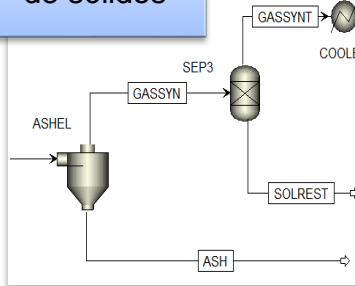 de sólidos
GASSYNT
COOLE
SEP3
GASSYN
ASHEL
SOLREST
ASH